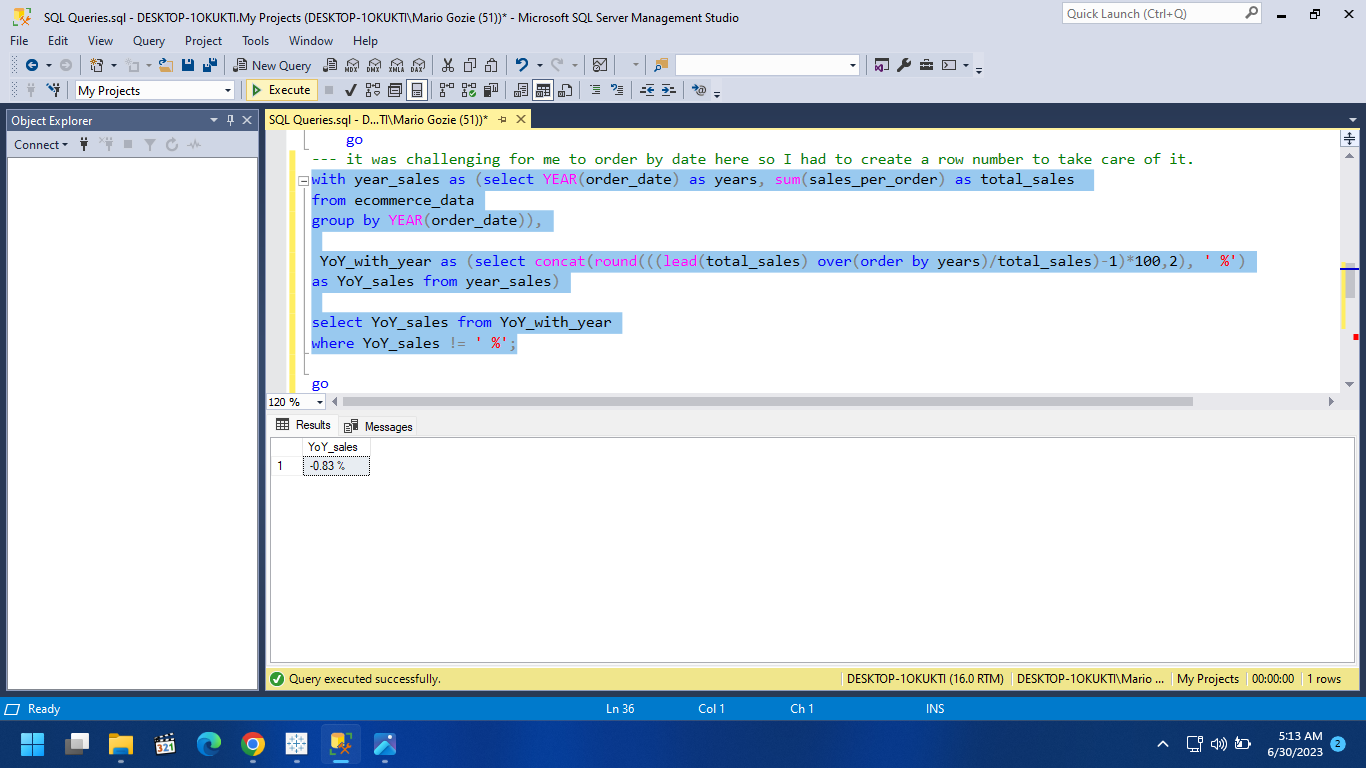 SQL Queries.sql - DESKTOP-1OKUKTI.My Projects (DESKTOP-1OKUKTI\Mario Gozie (51))* - Microsoft SQL Server Management Studio
Quick Launch (Ctrl+Q)
File Edit View Query Project Tools Window Help
New Query MDX DMX XMLA DAX
My Projects Execute
Object Explorer
SQL Queries.sql - D...TI\Mario Gozie (51))*
Connect
go
--- it was challenging for me to order by date here so I had to create a row number to take care of it.
with year_sales as (select YEAR(order_date) as years, sum(sales_per_order) as total_sales
from ecommerce_data
group by YEAR(order_date)),
YoY_with_year as (select concat(round(((lead(total_sales) over(order by years)/total_sales)-1)*100,2), ' %')
as YoY_sales from year_sales)
select YoY_sales from YoY_with_year
where YoY_sales != ' %';
go
120 %
Results Messages
YoY_sales
1 -0.83 %
Query executed successfully. DESKTOP-1OKUKTI (16.0 RTM) DESKTOP-1OKUKTI\Mario ... My Projects 00:00:00 1 rows
Ready Ln 36 Col 1 Ch 1 INS
321
5:13 AM
6/30/2023
2